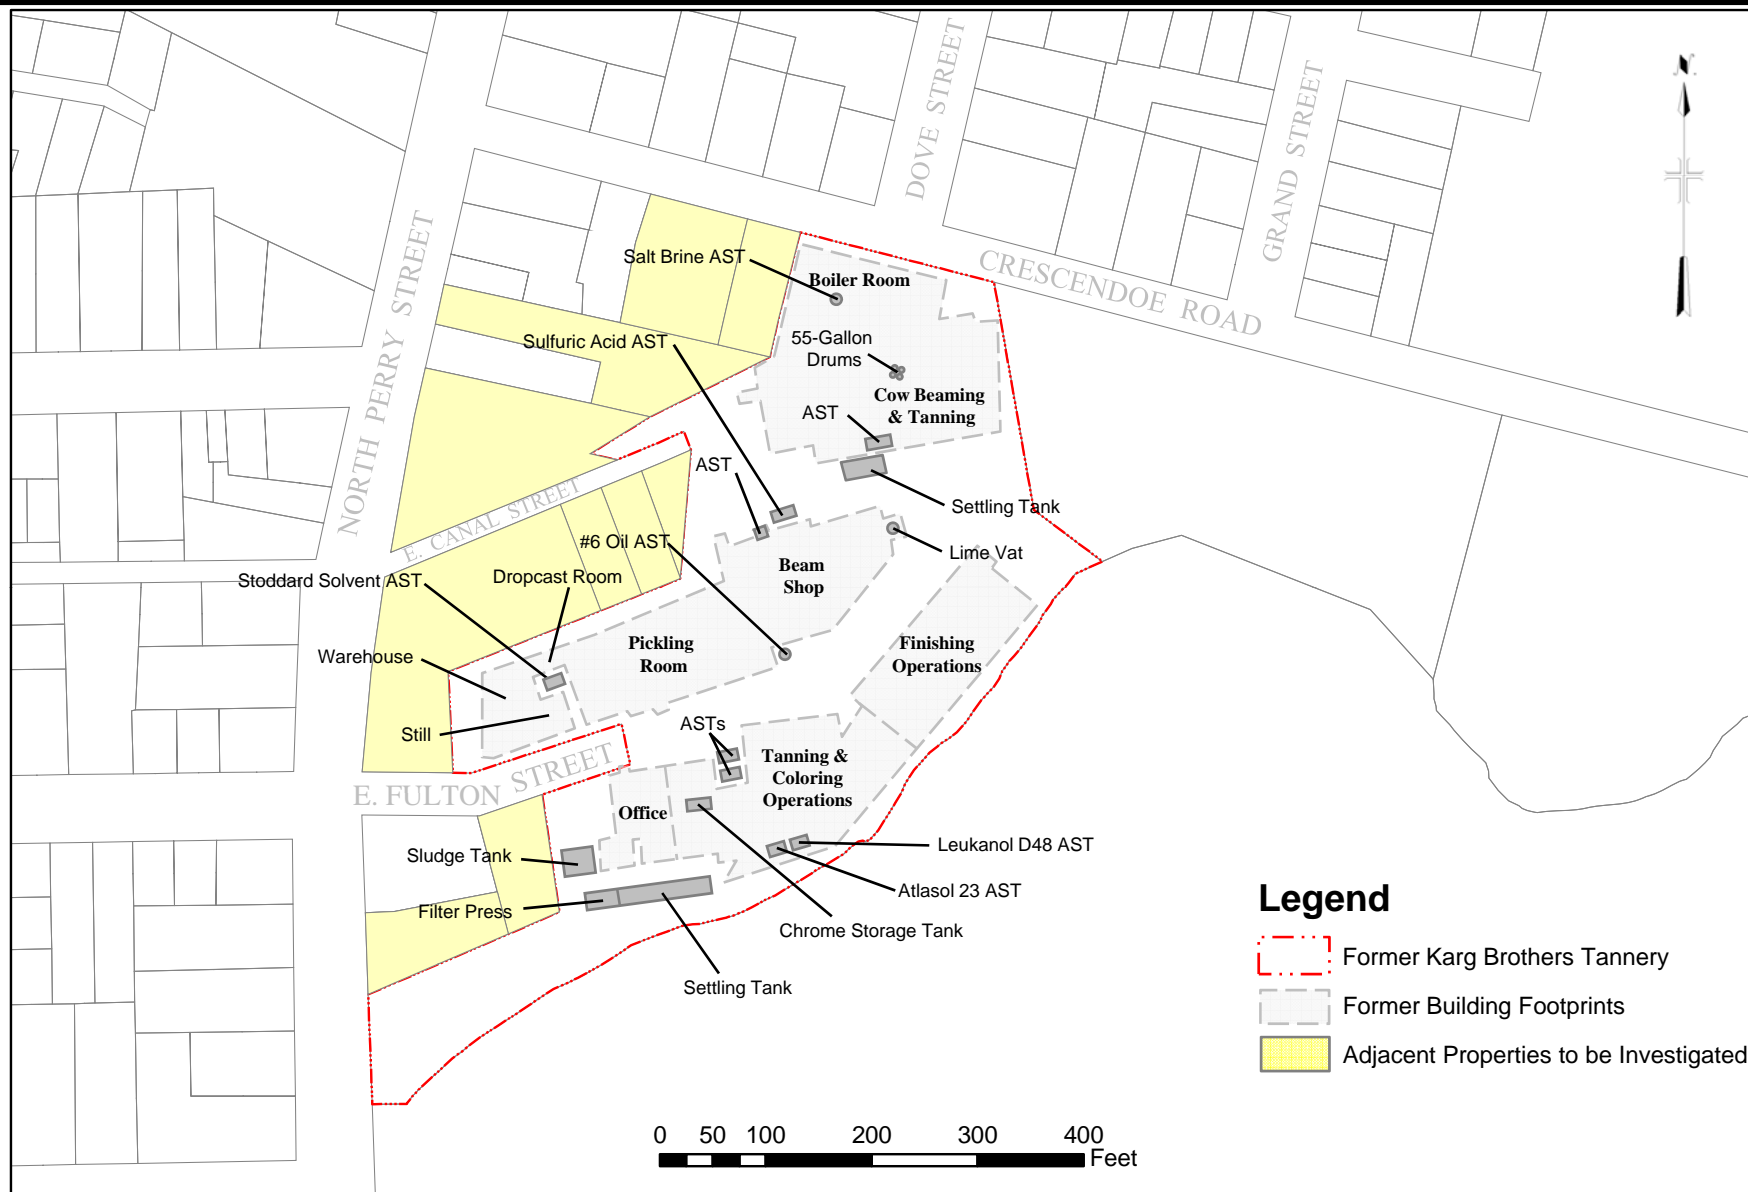 N
DOVE STREET
GRAND STREET
NORTH PERRY STREET
CRESCENDOE ROAD
Salt Brine AST
Boiler Room
Sulfuric Acid AST
55-Gallon
Drums
Cow Beaming
& Tanning
AST
AST
Settling Tank
E. CANAL STREET
#6 Oil AST
Lime Vat
Stoddard Solvent AST
Dropcast Room
Beam
Shop
Warehouse
Pickling
Room
Finishing
Operations
Still
ASTs
E. FULTON STREET
Tanning &
Coloring
Operations
Office
Sludge Tank
Leukanol D48 AST
Atlasol 23 AST
Filter Press
Chrome Storage Tank
Settling Tank
Legend
Former Karg Brothers Tannery
Former Building Footprints
Adjacent Properties to be Investigated
0 50 100 200 300 400
Feet